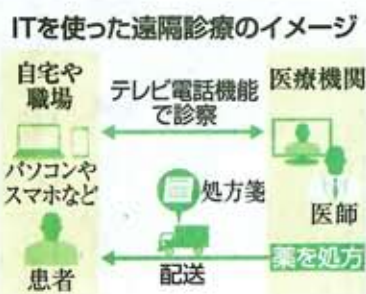 ITを使った遠隔診療のイメージ
自宅や
職場
テレビ電話機能
で診察
医療機関
パソコンや
スマホなど
処方箋
医師
患者
配送
薬を処方